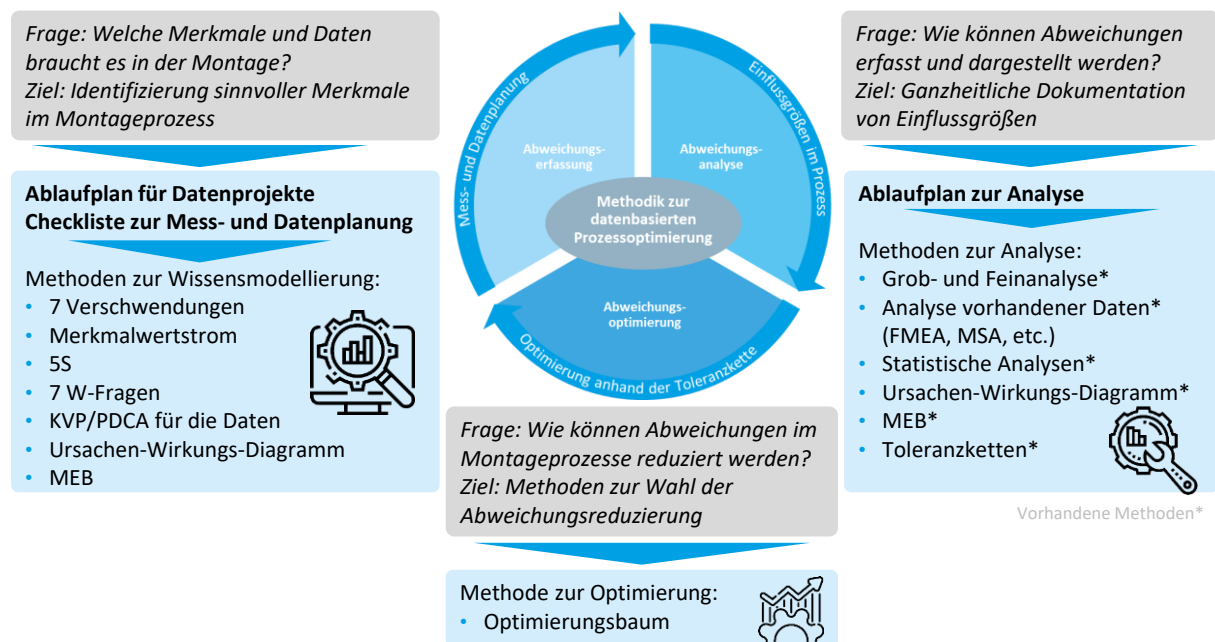 Frage: Welche Merkmale und Daten
braucht es in der Montage?
Ziel: Identifizierung sinnvoller Merkmale
im Montageprozess
Ablaufplan für Datenprojekte
Checkliste zur Mess- und Datenplanung
Methoden zur Wissensmodellierung:
• 7 Verschwendungen
• Merkmalwertstrom
• 5S
• 7 W-Fragen
• KVP/PDCA für die Daten
• Ursachen-Wirkungs-Diagramm
• MEB
Mess- und Datenplanung
Einflussgrößen im Prozess
Optimierung anhand der Toleranzkette
Abweichungs-
erfassung
Abweichungs-
analyse
Methodik zur
datenbasierten
Prozessoptimierung
Abweichungs-
optimierung
Frage: Wie können Abweichungen im
Montageprozesse reduziert werden?
Ziel: Methoden zur Wahl der
Abweichungsreduzierung
Methode zur Optimierung:
• Optimierungsbaum
Frage: Wie können Abweichungen
erfasst und dargestellt werden?
Ziel: Ganzheitliche Dokumentation
von Einflussgrößen
Ablaufplan zur Analyse
Methoden zur Analyse:
• Grob- und Feinanalyse*
• Analyse vorhandener Daten*
(FMEA, MSA, etc.)
• Statistische Analysen*
• Ursachen-Wirkungs-Diagramm*
• MEB*
• Toleranzketten*
Vorhandene Methoden*